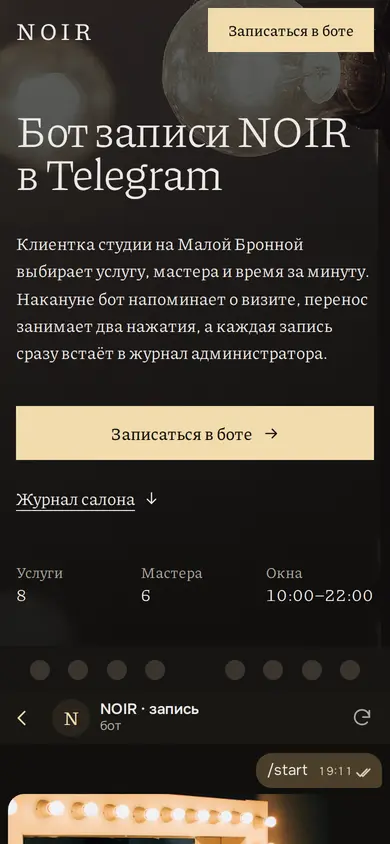 NOIR
Записаться в боте
Бот записи NOIR
в Telegram
Клиентка студии на Малой Бронной
выбирает услугу, мастера и время за минуту.
Накануне бот напоминает о визите, перенос
занимает два нажатия, а каждая запись
сразу встаёт в журнал администратора.
Записаться в боте →
Журнал салона ↓
Услуги Мастера Окна
8 6 10:00–22:00
N
NOIR · запись
бот
/start 19:11